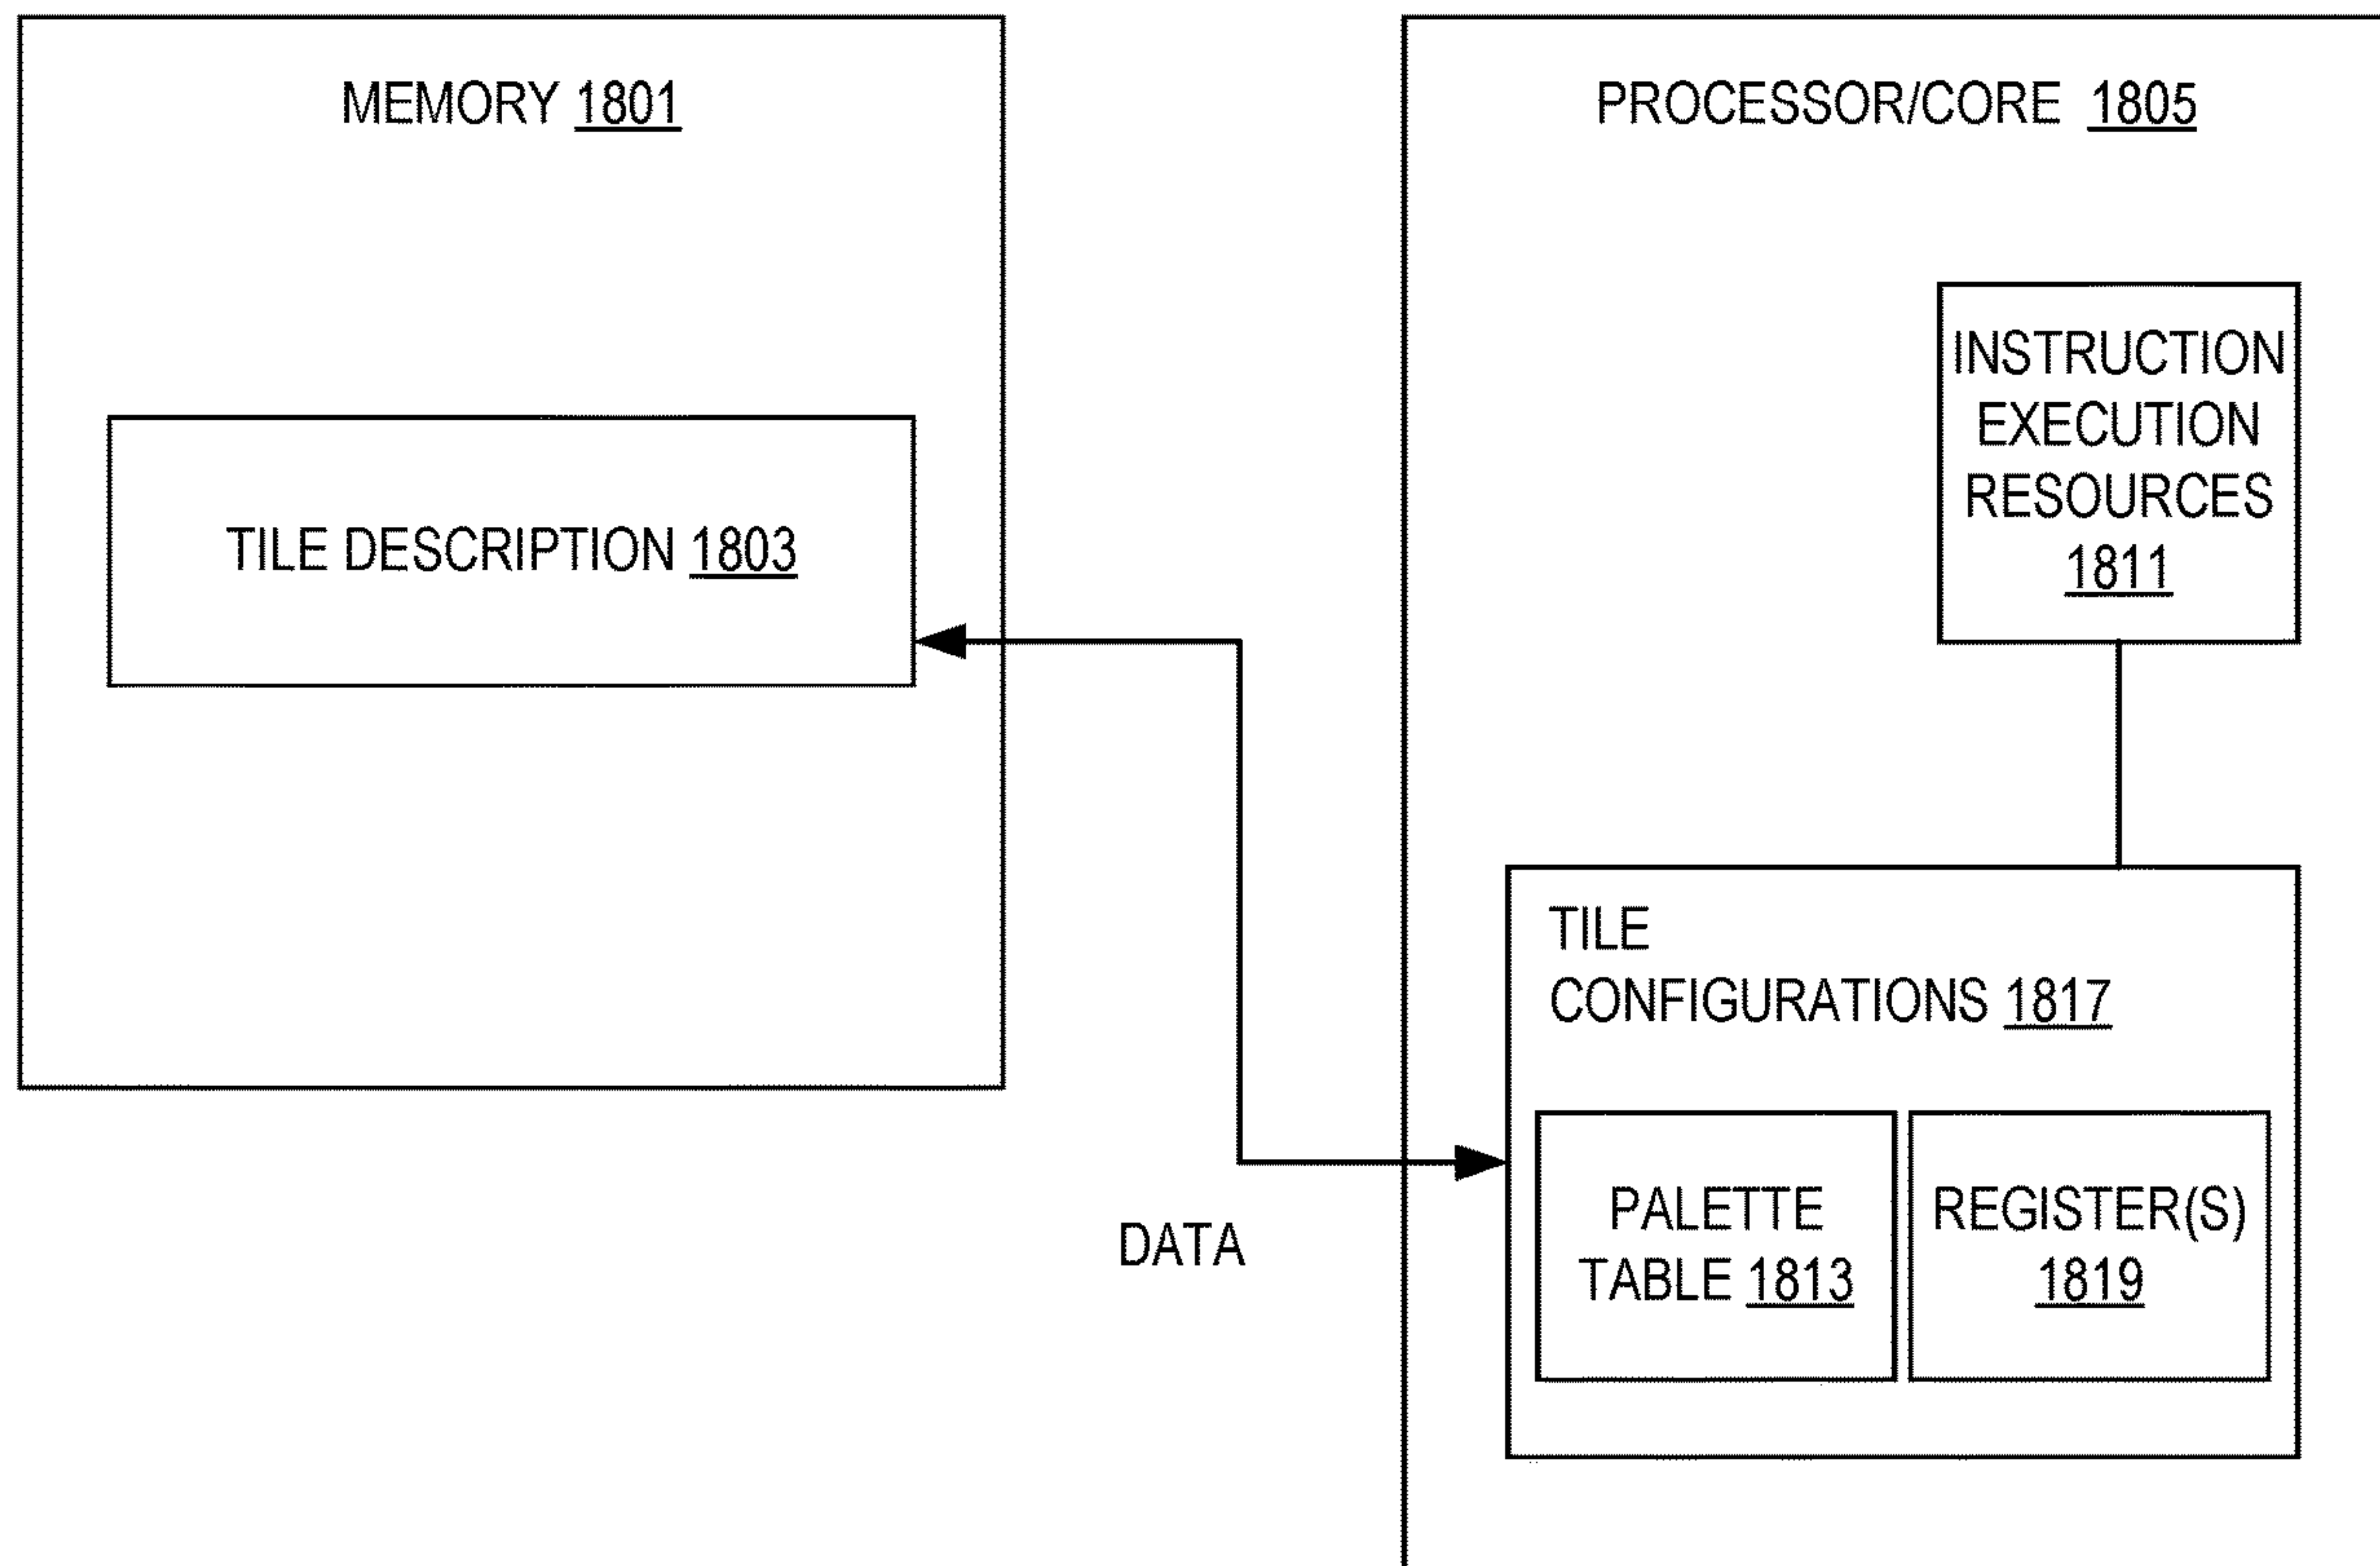 MEMORY 1801
PROCESSOR/CORE 1805
INSTRUCTION
EXECUTION
RESOURCES
1811
TILE DESCRIPTION 1803
TILE
CONFIGURATIONS 1817
PALETTE
TABLE 1813
REGISTER(S)
1819
DATA